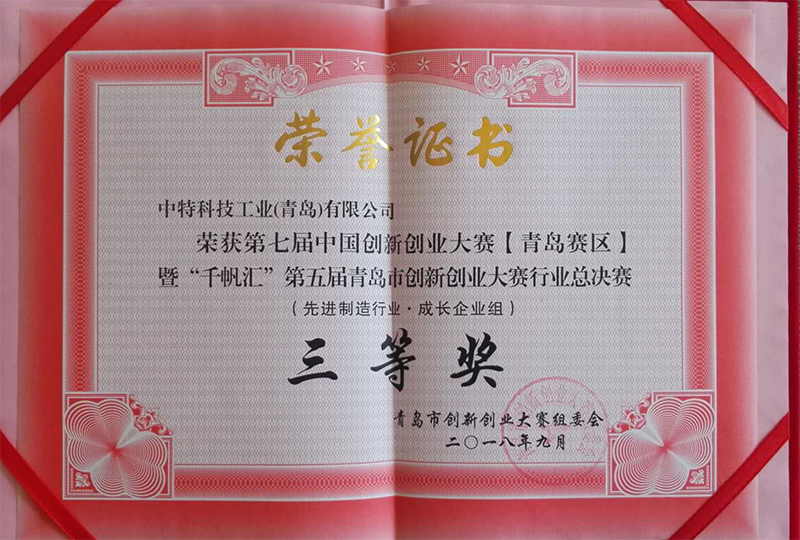 荣誉证书
中特科技工业(青岛)有限公司
荣获第七届中国创新创业大赛【青岛赛区】
暨“千帆汇”第五届青岛市创新创业大赛行业总决赛
(先进制造行业·成长企业组)
三等奖
青岛市创新创业大赛组委会
二〇一八年九月